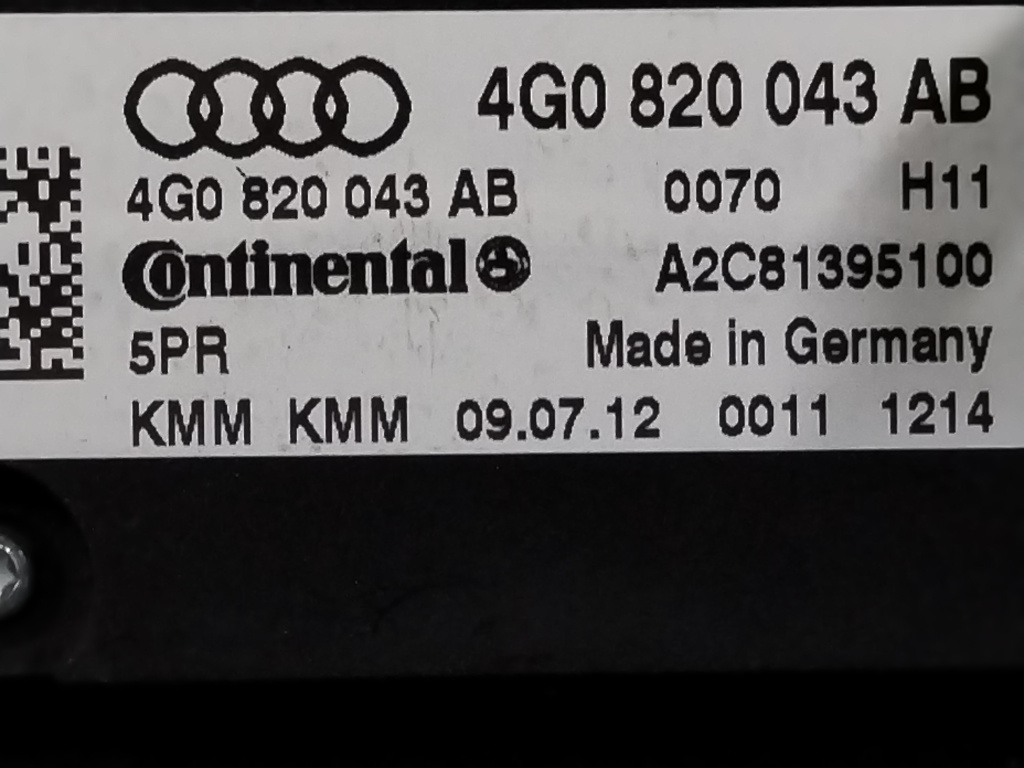 4G0 820 043 AB
4G0 820 043 AB 0070 H11
Continental A2C81395100
5PR Made in Germany
KMM KMM 09.07.12 0011 1214